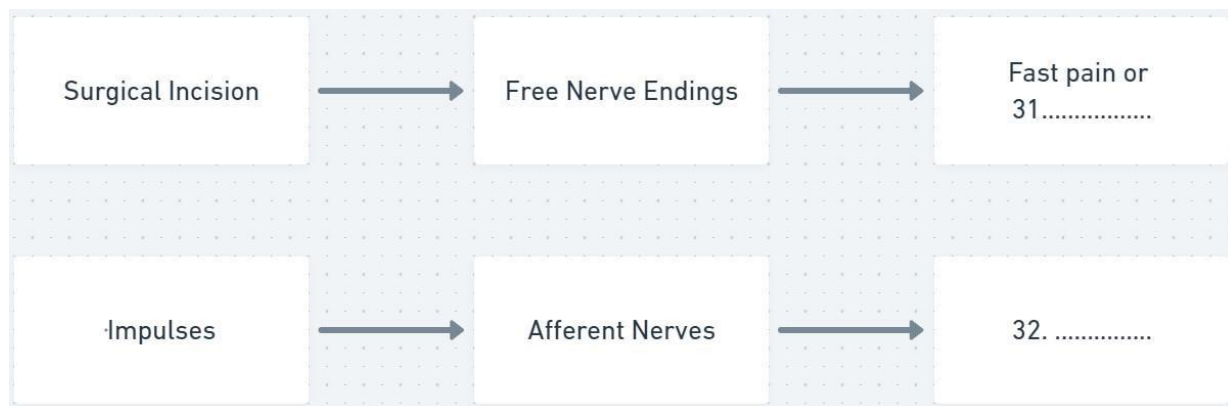 Surgical Incision
Free Nerve Endings
Fast pain or
31.................
·Impulses
Afferent Nerves
32. ...............